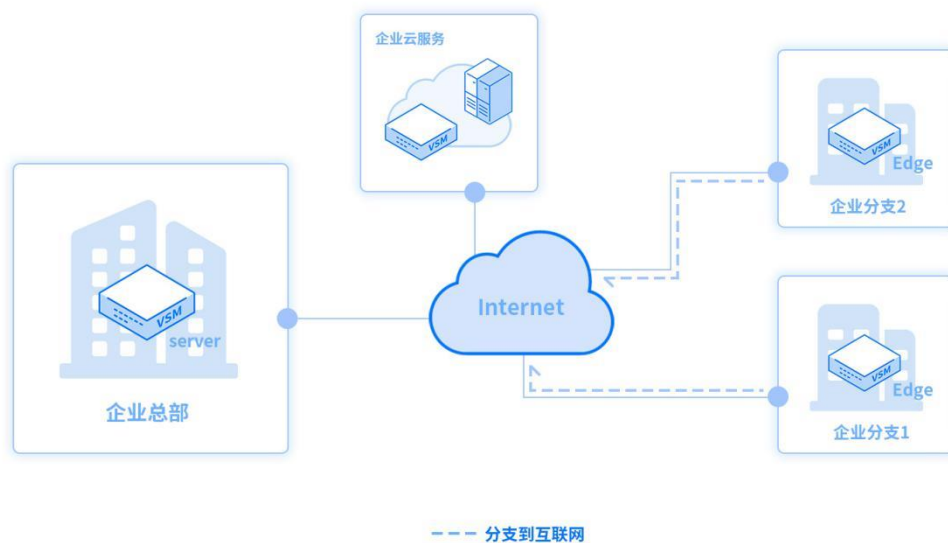 企业云服务
VSM
VSM
Edge
企业分支2
Internet
VSM
server
企业总部
VSM
Edge
企业分支1
分支到互联网